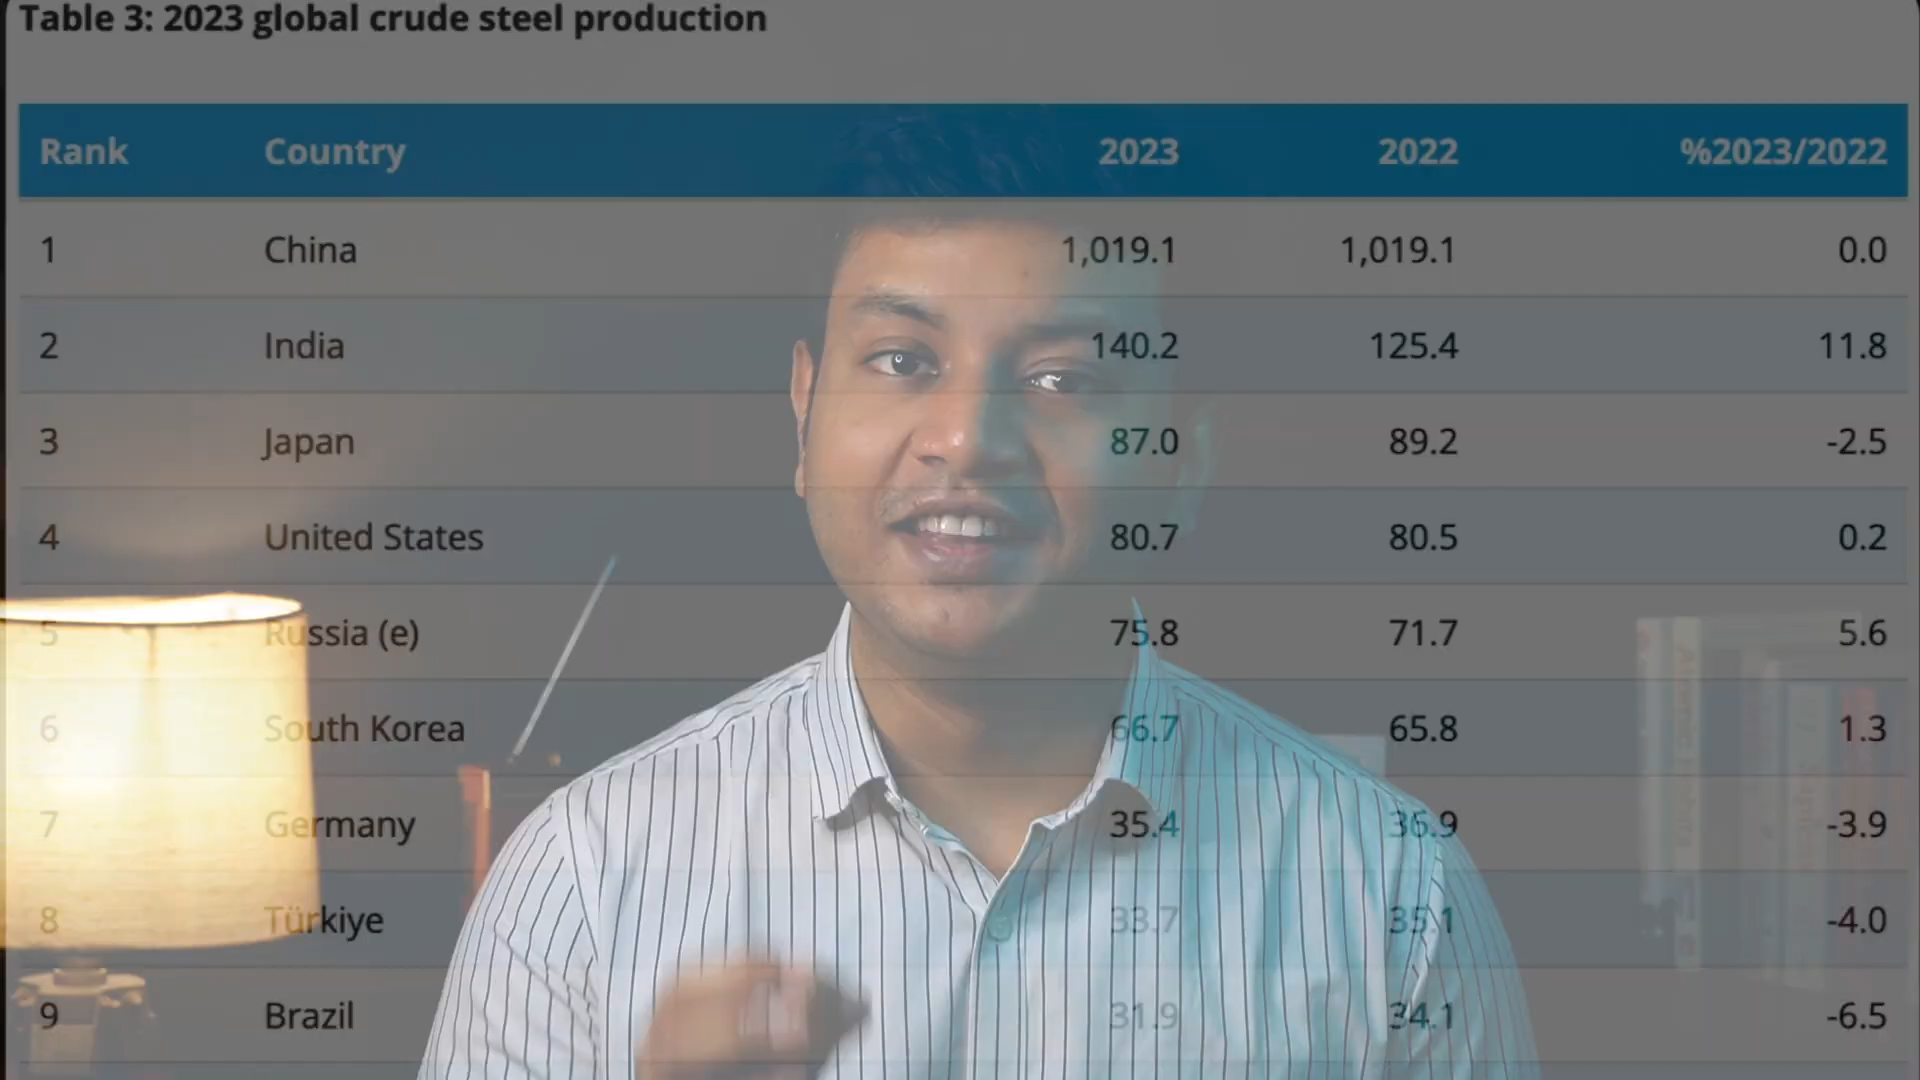 Table 3: 2023 global crude steel production
Rank Country 2023 2022 %2023/2022
1 China 1,019.1 1,019.1 0.0
2 India 140.2 125.4 11.8
3 Japan 87.0 89.2 -2.5
4 United States 80.7 80.5 0.2
5 Russia (e) 75.8 71.7 5.6
6 South Korea 66.7 65.8 1.3
7 Germany 35.4 36.9 -3.9
8 Türkiye 33.7 35.1 -4.0
9 Brazil 31.9 34.1 -6.5